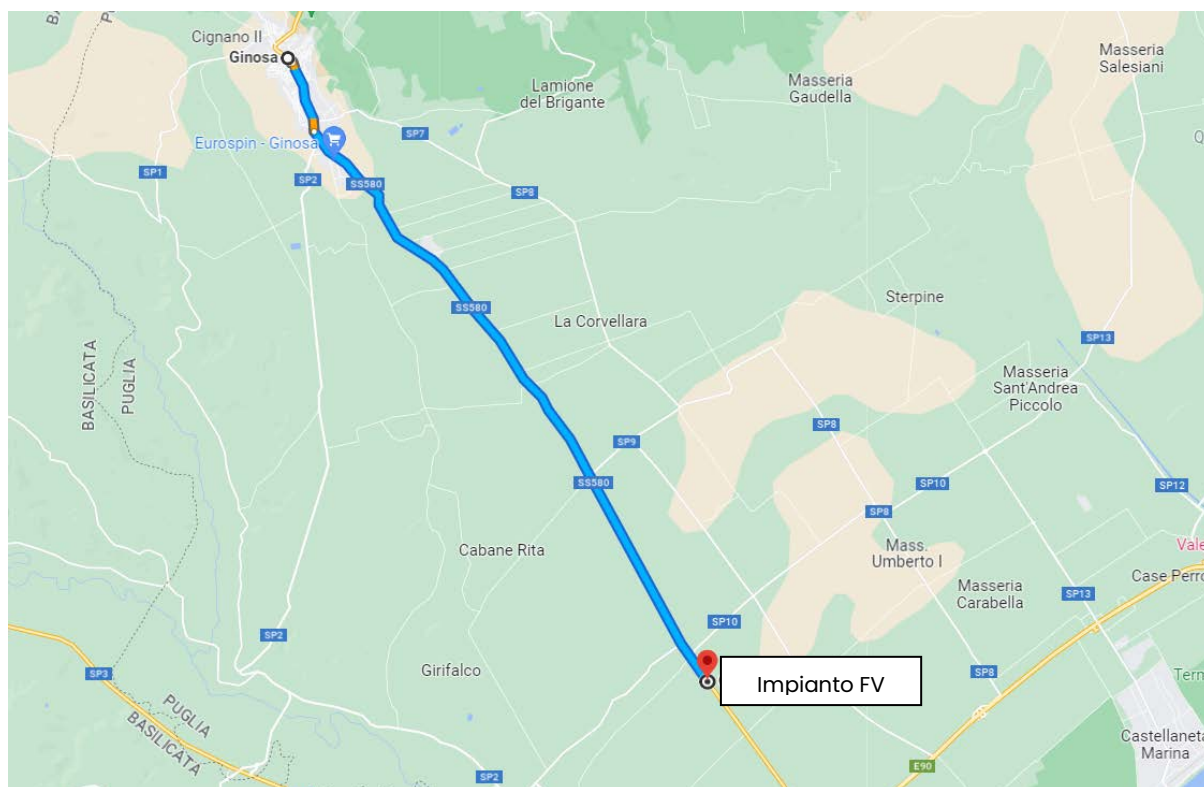 Cignano II
Ginosa
Masseria
Salesiani
Lamione
del Brigante
Masseria
Gaudella
SP7
Eurospin - Ginosa
SP1
SP2
SS580
SP8
BASILICATA
PUGLIA
Sterpine
SS580
La Corvellara
SP13
Masseria
Sant'Andrea
Piccolo
SP8
SP9
SS580
SP10
SP12
SP8
Cabane Rita
Mass.
Umberto I
Vale
Case Perro
Masseria
Carabella
SP13
SP10
SP2
Girifalco
SP3
Impianto FV
SP8
Term
PUGLIA
BASILICATA
Castellaneta
Marina
E90
SP2